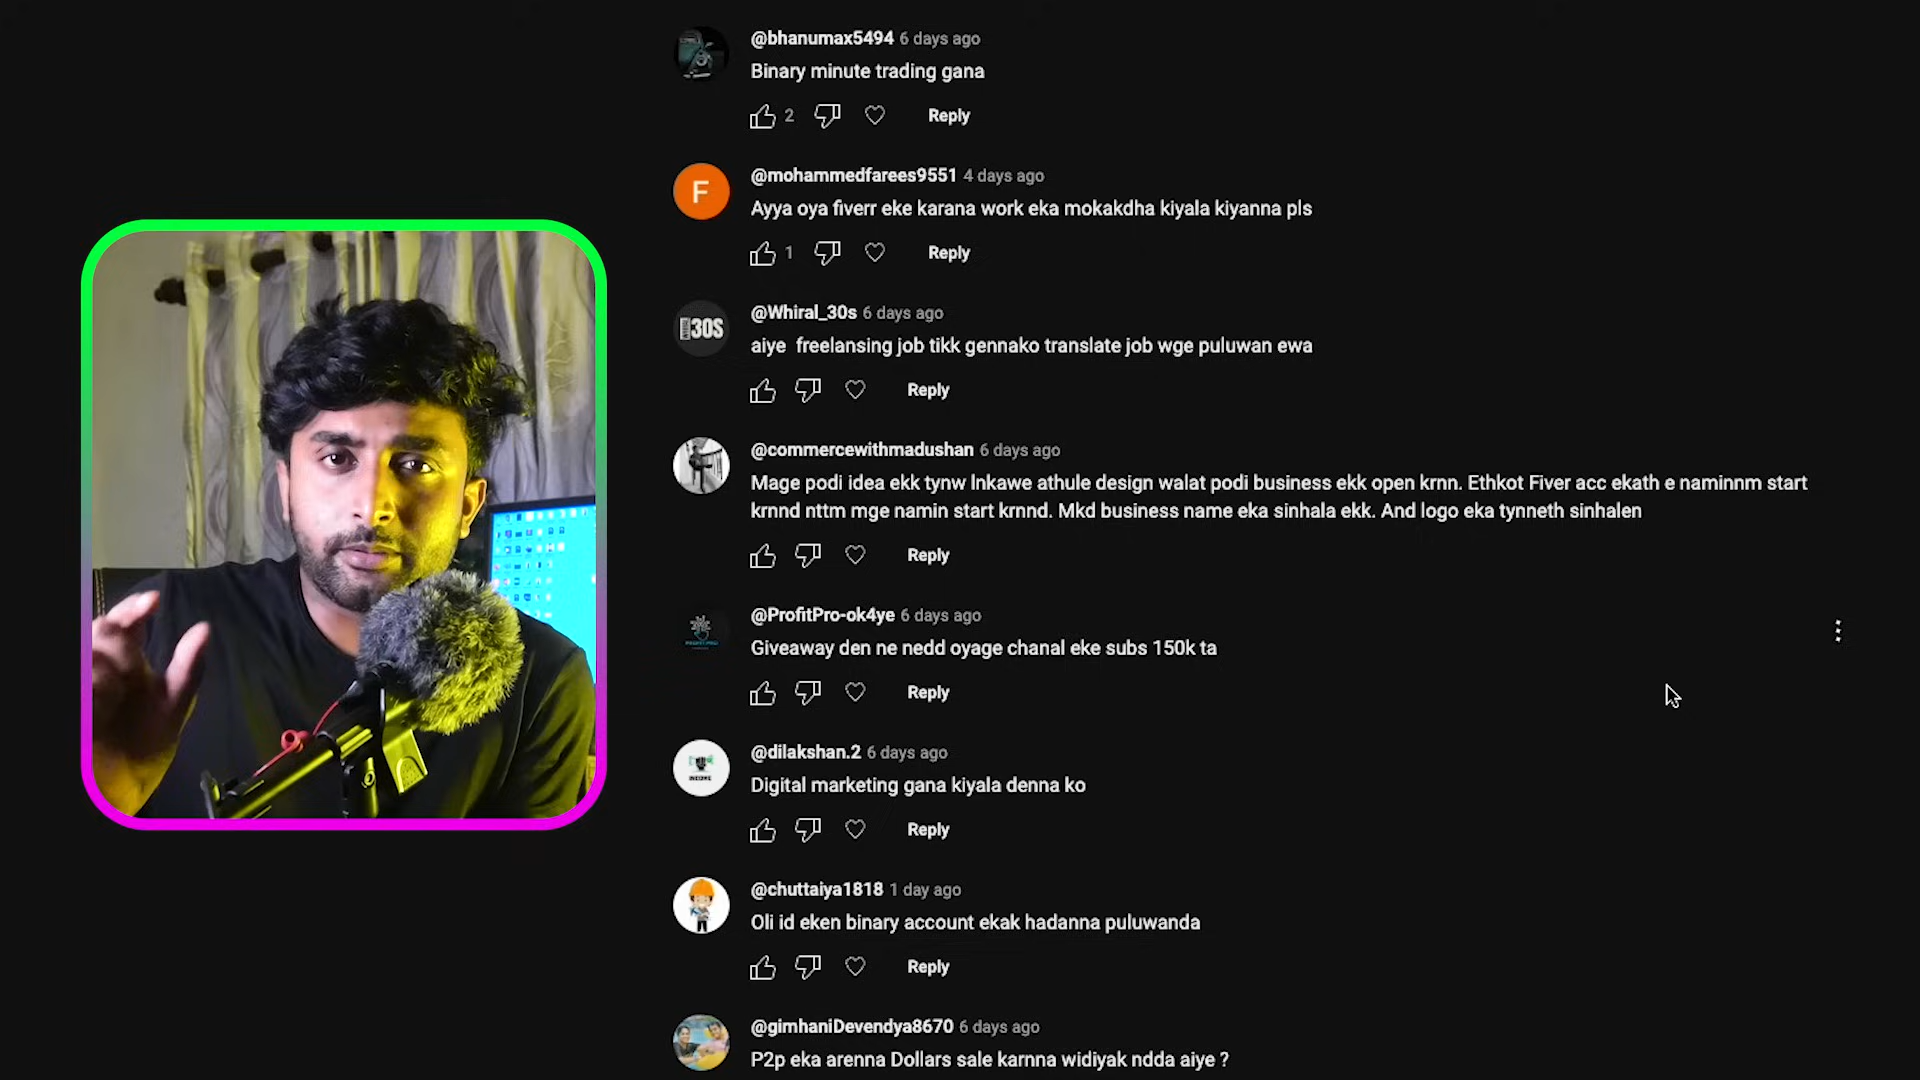 @bhanumax5494 6 days ago
Binary minute trading gana
2 Reply
F
@mohammedfarees9551 4 days ago
Ayya oya fiverr eke karana work eka mokakdha kiyala kiyanna pls
1 Reply
30S
@Whiral_30s 6 days ago
aiye freelansing job tikk gennako translate job wge puluwan ewa
Reply
@commercewithmadushan 6 days ago
Mage podi idea ekk tynw lnkawe athule design walat podi business ekk open krnn. Ethkot Fiver acc ekath e naminnm start
krnnd nttm mge namin start krnnd. Mkd business name eka sinhala ekk. And logo eka tynneth sinhalen
Reply
@ProfitPro-ok4ye 6 days ago
Giveaway den ne nedd oyage chanal eke subs 150k ta
Reply
@dilakshan.2 6 days ago
Digital marketing gana kiyala denna ko
Reply
@chuttaiya1818 1 day ago
Oli id eken binary account ekak hadanna puluwanda
Reply
@gimhaniDevendya8670 6 days ago
P2p eka arenna Dollars sale karnna widiyak ndda aiye ?